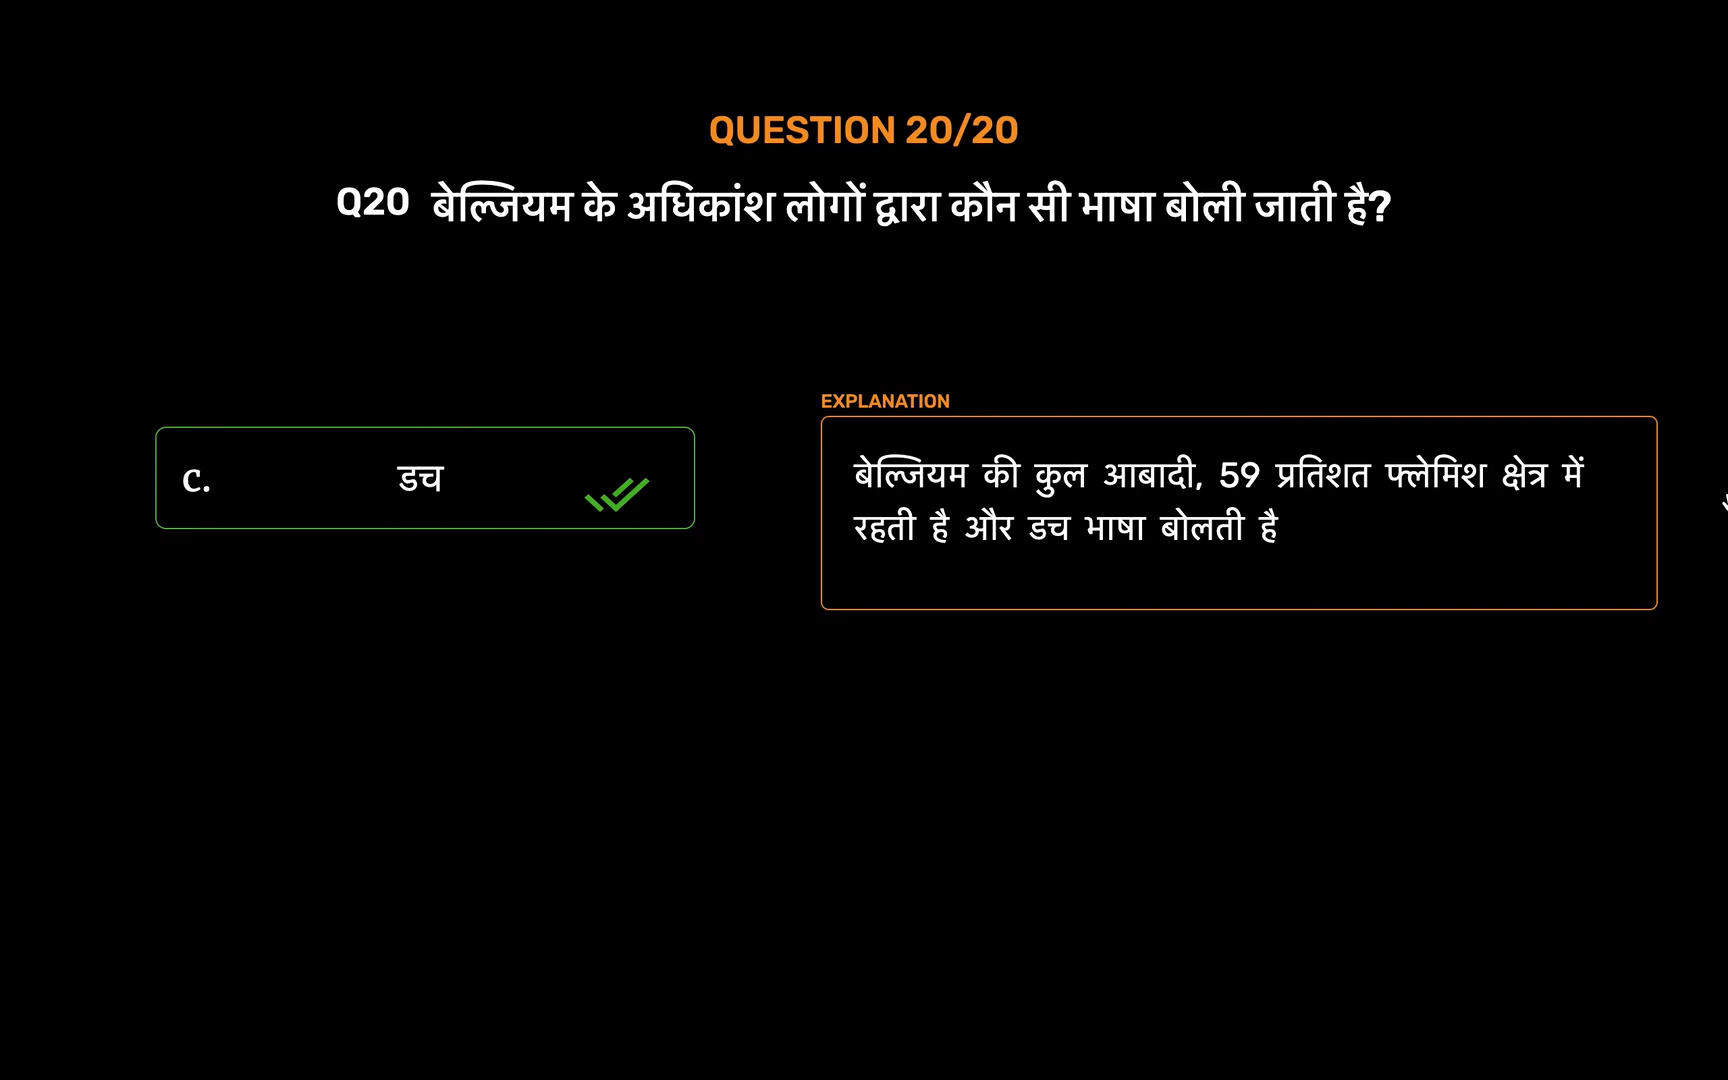 QUESTION 20/20
Q20 बेल्जियम के अधिकांश लोगों द्वारा कौन सी भाषा बोली जाती है?
EXPLANATION
c. डच
बेल्जियम की कुल आबादी, 59 प्रतिशत फ्लेमिश क्षेत्र में
रहती है और डच भाषा बोलती है